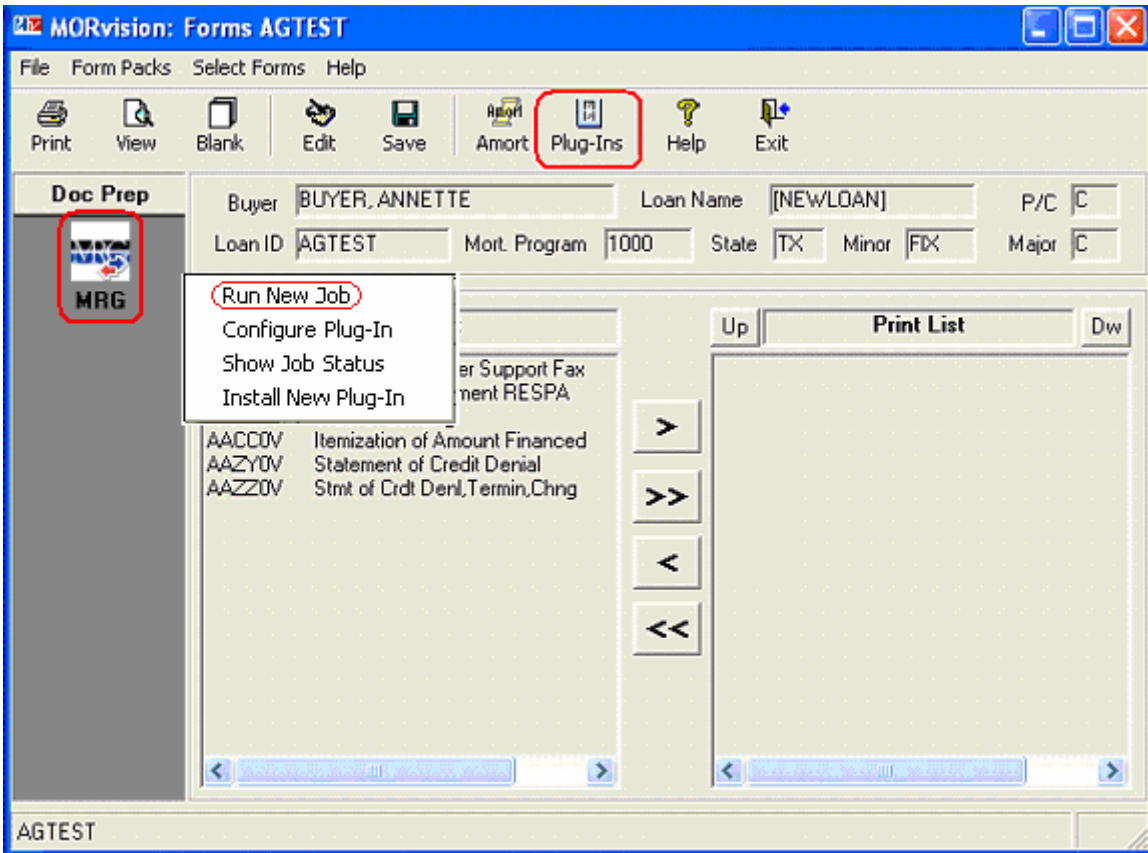 MORvision: Forms AGTEST
File Form Packs Select Forms Help
Print View Blank Edit Save Amort Plug-Ins Help Exit
Amort
Doc Prep
MRG
Buyer BUYER, ANNETTE Loan Name [NEWLOAN] P/C C
Loan ID AGTEST Mort. Program 1000 State TX Minor FIX Major C
Run New Job
Configure Plug-In
Show Job Status
Install New Plug-In
Up Print List Dw
er Support Fax
ment RESPA
AACC0V Itemization of Amount Financed
AAZY0V Statement of Credit Denial
AAZZ0V Stmt of Crdt Denl,Termin,Chng
>
>>
<
<<
AGTEST